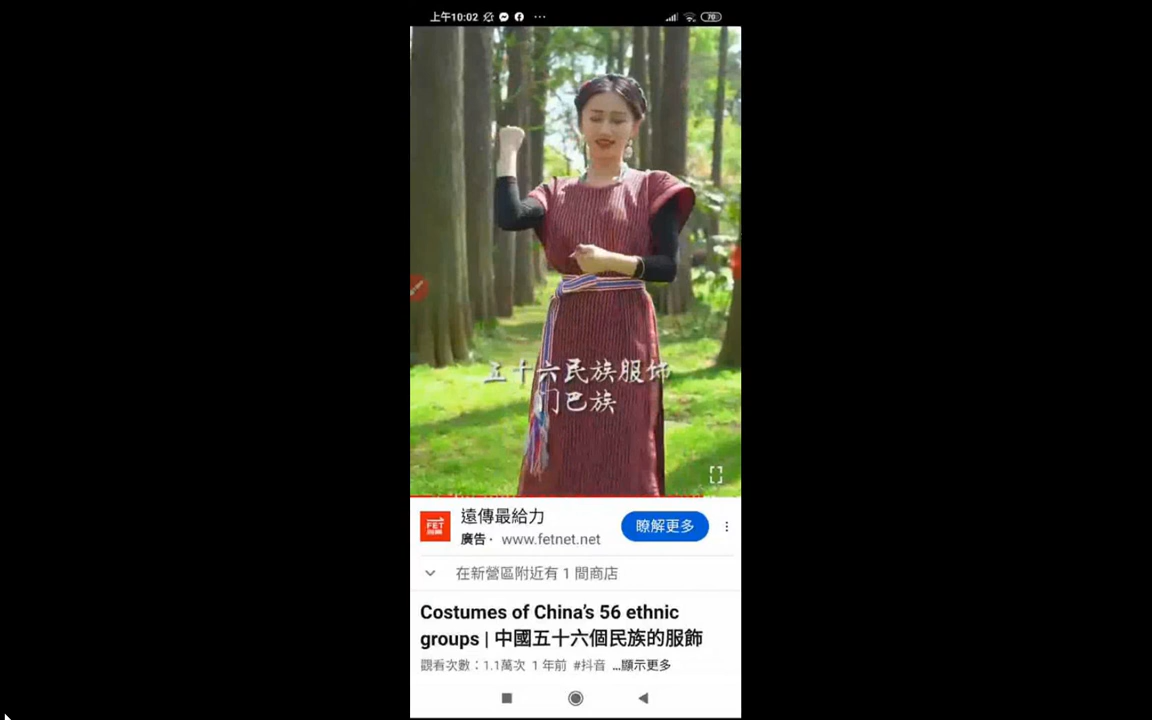 上午10:02
70
五十六民族服饰
门巴族
FET
遠傳最給力
廣告 · www.fetnet.net
瞭解更多
在新營區附近有 1 間商店
Costumes of China’s 56 ethnic
groups | 中國五十六個民族的服飾
觀看次數：1.1萬次 1 年前 #抖音 ...顯示更多